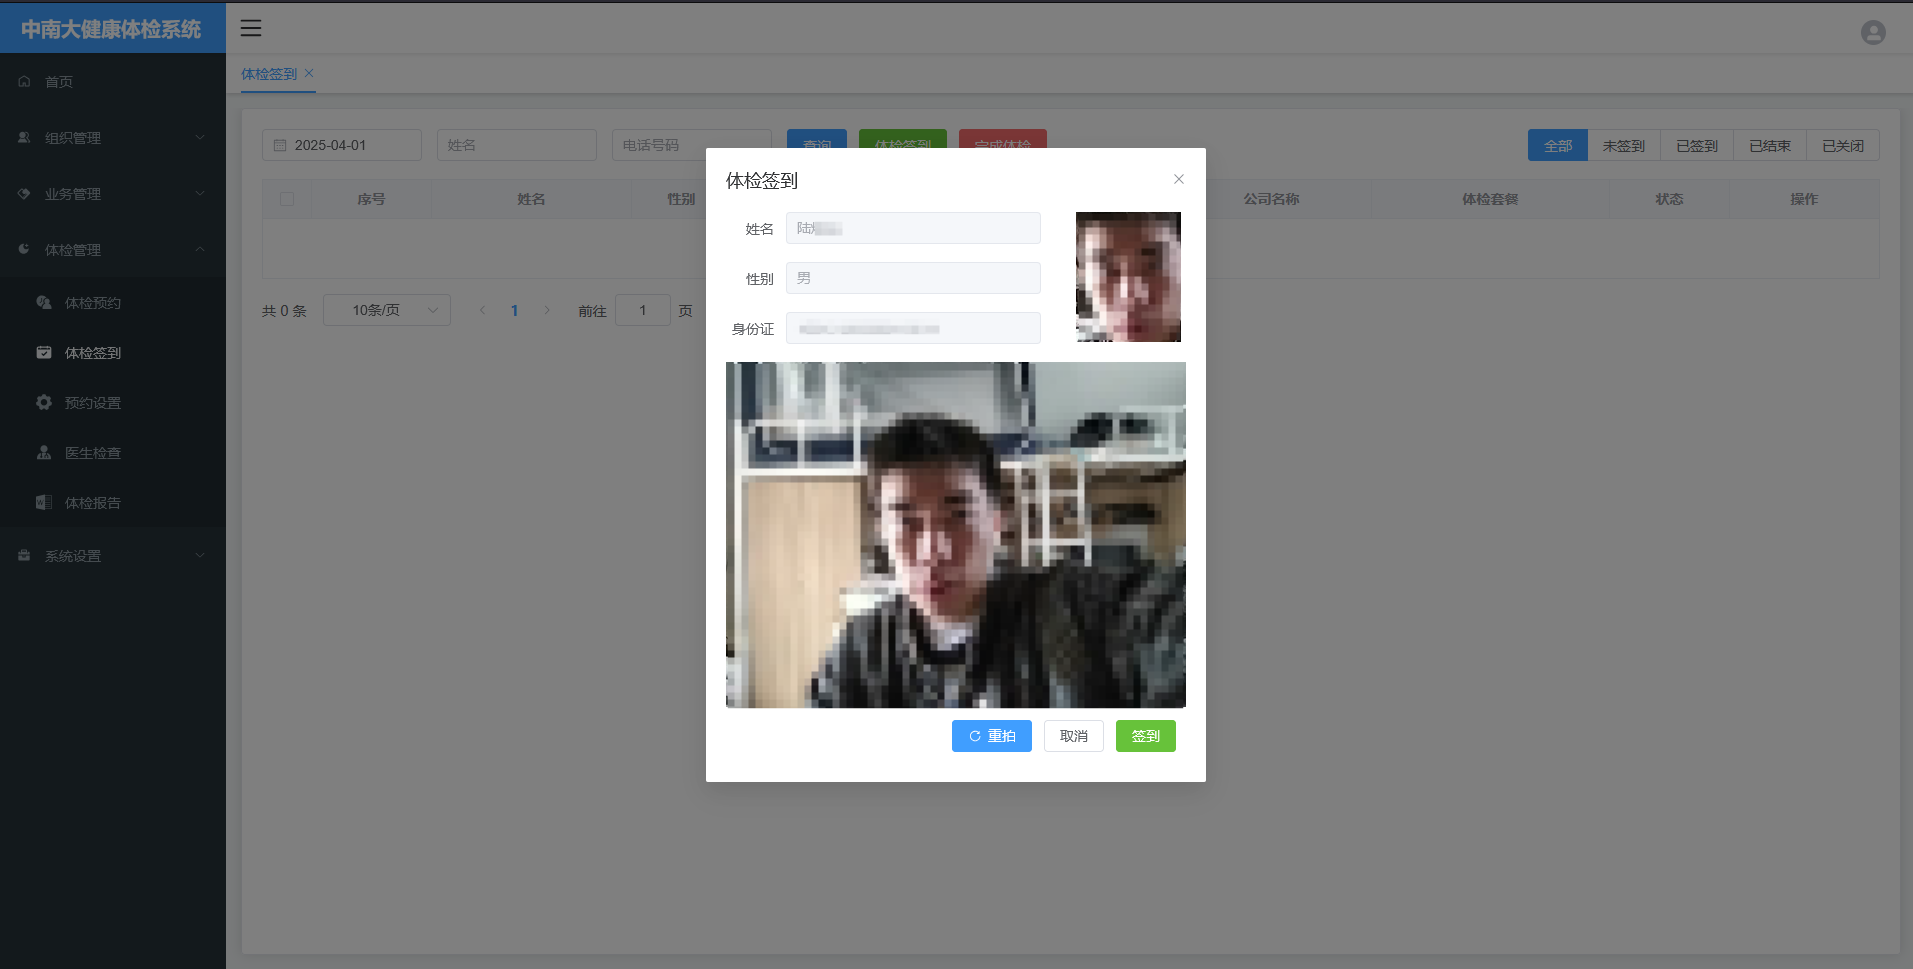 中南大健康体检系统
首页
组织管理
业务管理
体检管理
体检预约
体检签到
预约设置
医生检查
体检报告
系统设置
体检签到
2025-04-01 姓名 电话号码 查询 体检签到 完成体检 全部 未签到 已签到 已结束 已关闭
序号 姓名 性别 公司名称 体检套餐 状态 操作
共 0 条 10条/页 1 前往 1 页
体检签到
姓名 陆
性别 男
身份证
重拍 取消 签到